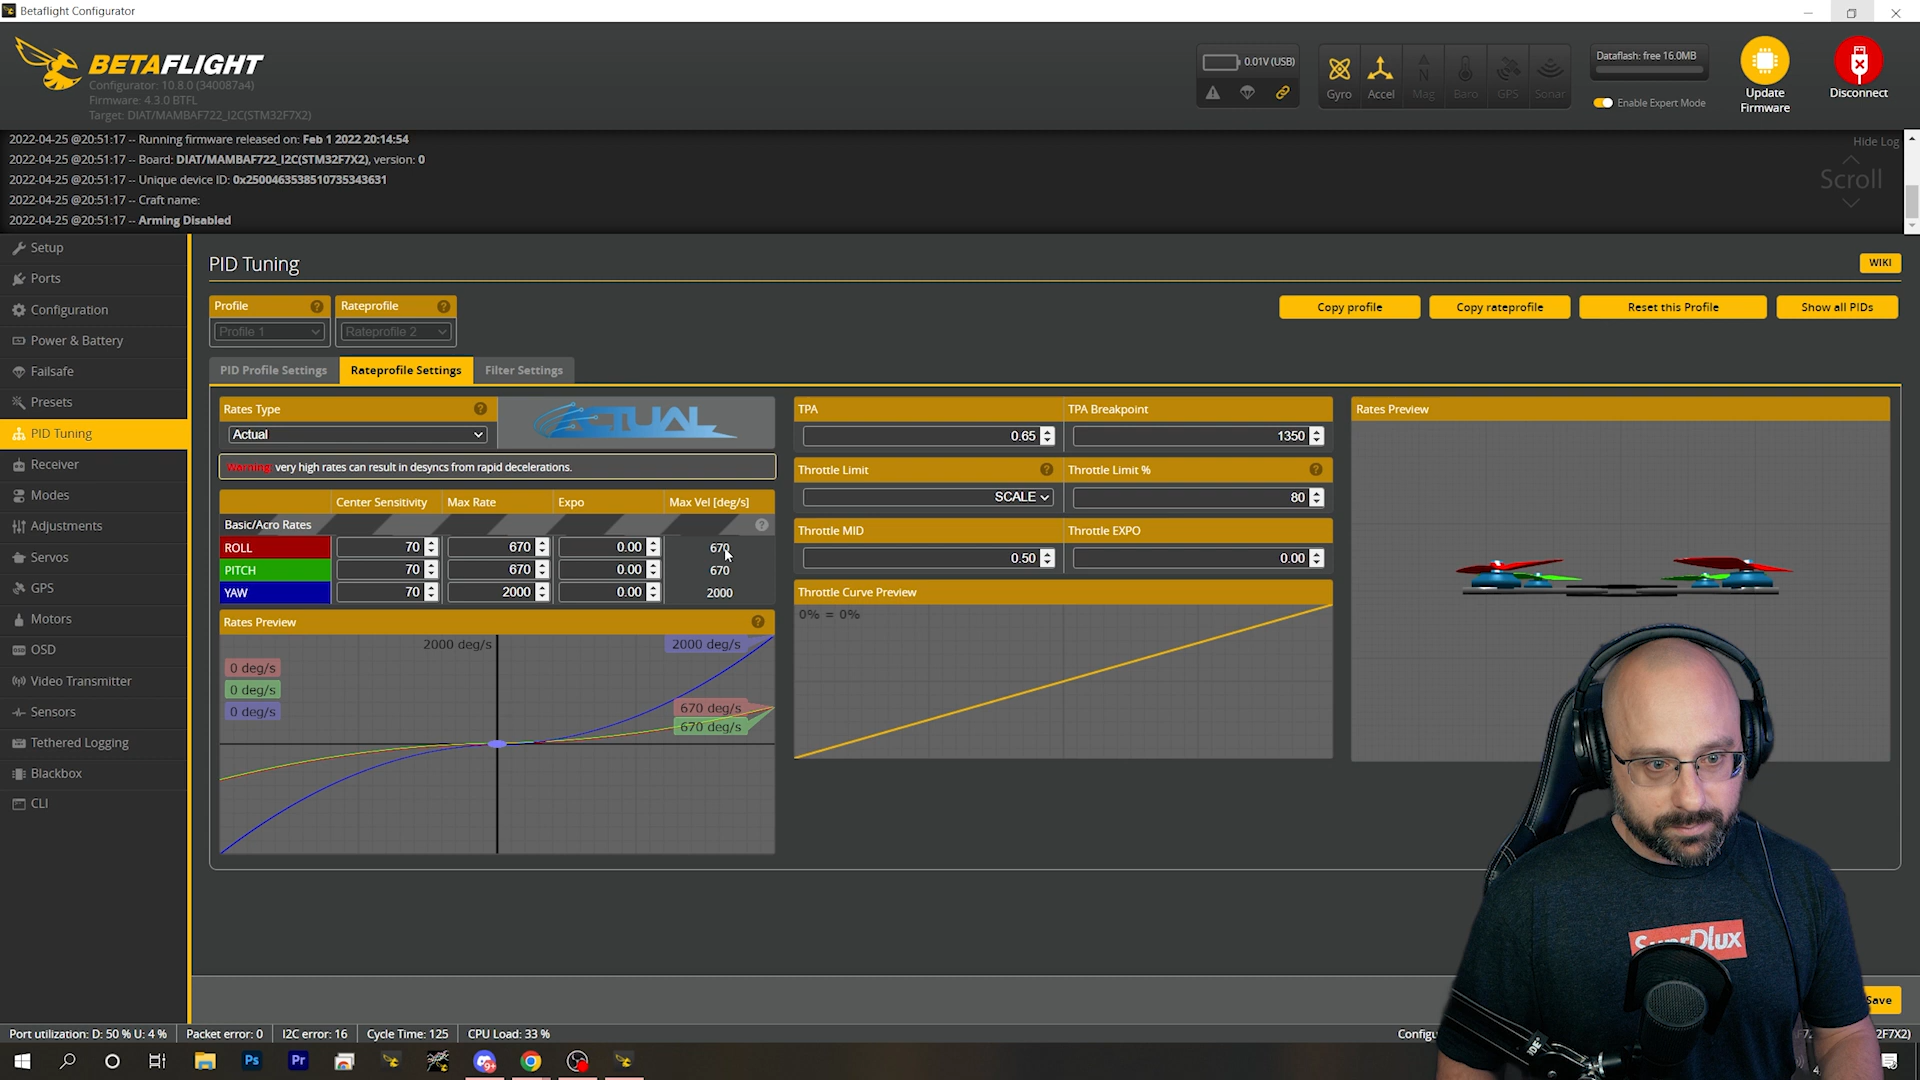 Betaflight Configurator
BETAFLIGHT
Configurator: 10.8.0 (340087a4)
Firmware: 4.3.0 BTFL
Target: DIAT/MAMBAF722_I2C(STM32F7X2)
0.01V (USB)
Gyro
Accel
Mag
Baro
GPS
Sonar
Dataflash: free 16.0MB
Enable Expert Mode
Update Firmware
Disconnect
2022-04-25 @20:51:17 -- Running firmware released on: Feb 1 2022 20:14:54
2022-04-25 @20:51:17 -- Board: DIAT/MAMBAF722_I2C(STM32F7X2), version: 0
2022-04-25 @20:51:17 -- Unique device ID: 0x2500463538510735343631
2022-04-25 @20:51:17 -- Craft name:
2022-04-25 @20:51:17 -- Arming Disabled
Hide Log
Scroll
Setup
Ports
Configuration
Power & Battery
Failsafe
Presets
PID Tuning
Receiver
Modes
Adjustments
Servos
GPS
Motors
OSD
Video Transmitter
Sensors
Tethered Logging
Blackbox
CLI
PID Tuning
WIKI
Profile
Profile 1
Rateprofile
Rateprofile 2
Copy profile
Copy rateprofile
Reset this Profile
Show all PIDs
PID Profile Settings
Rateprofile Settings
Filter Settings
Rates Type
Actual
ACTUAL
Warning: very high rates can result in desyncs from rapid decelerations.
Center Sensitivity Max Rate Expo Max Vel [deg/s]
Basic/Acro Rates
ROLL 70 670 0.00 670
PITCH 70 670 0.00 670
YAW 70 2000 0.00 2000
Rates Preview
2000 deg/s
2000 deg/s
0 deg/s
0 deg/s
0 deg/s
670 deg/s
670 deg/s
TPA
0.65
TPA Breakpoint
1350
Throttle Limit
SCALE
Throttle Limit %
80
Throttle MID
0.50
Throttle EXPO
0.00
Throttle Curve Preview
0% = 0%
Rates Preview
SuprDlux
Save
Port utilization: D: 50 % U: 4 %
Packet error: 0
I2C error: 16
Cycle Time: 125
CPU Load: 33 %
Configu
2F7X2)
Ps
Pr
9+